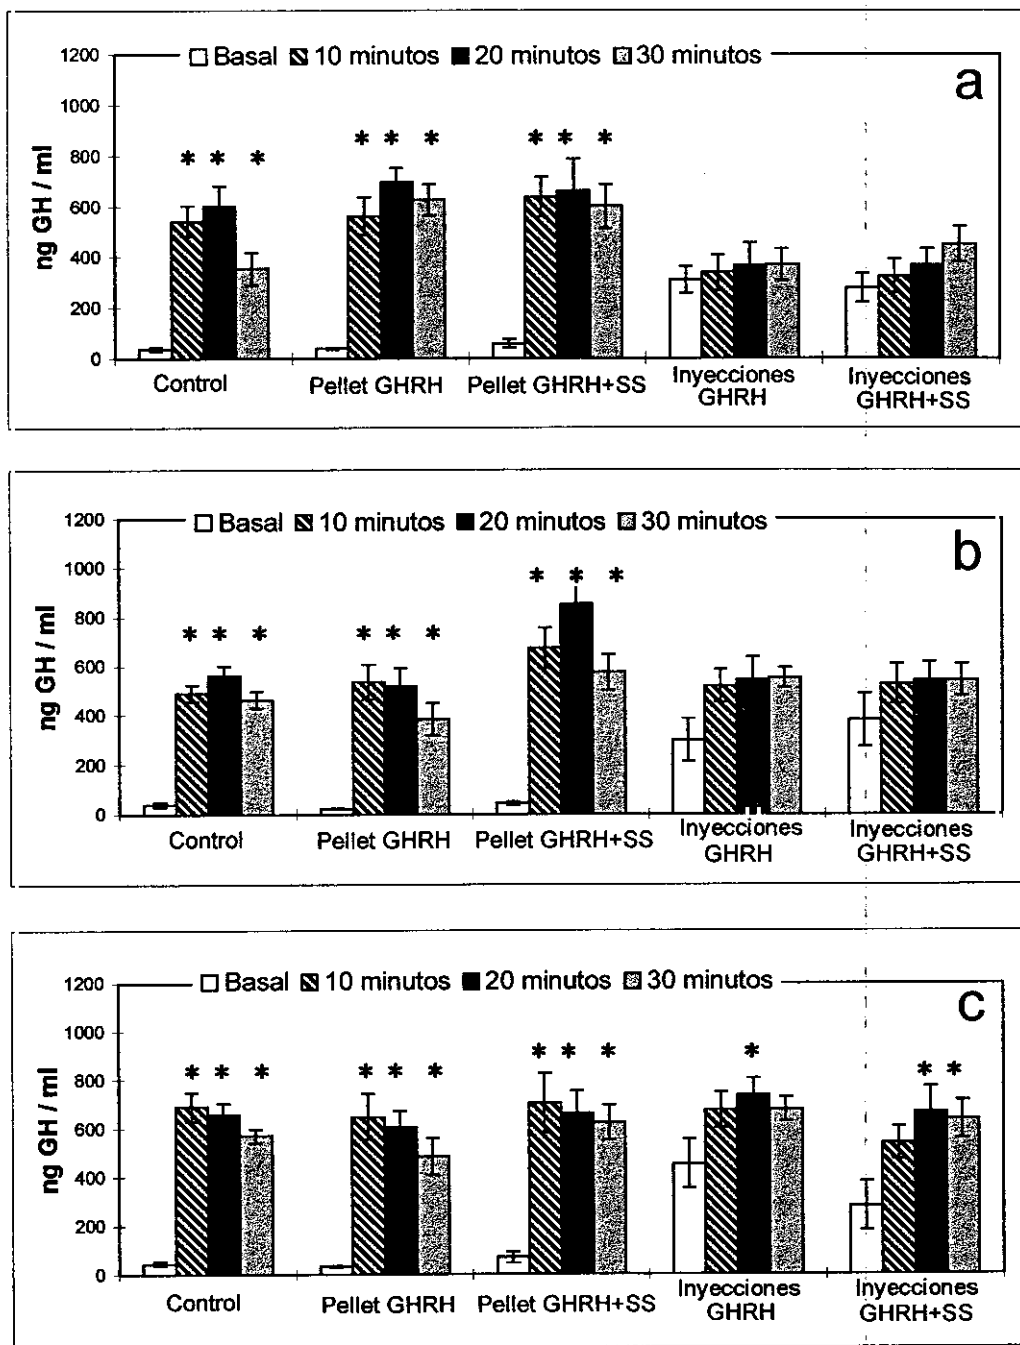 Basal 10 minutos 20 minutos 30 minutos
a
1200
1000
800
600
400
200
0
ng GH / ml
* * *
* * *
* * *
Control
Pellet GHRH
Pellet GHRH+SS
Inyecciones
GHRH
Inyecciones
GHRH+SS
Basal 10 minutos 20 minutos 30 minutos
b
1200
1000
800
600
400
200
0
ng GH / ml
* * *
* * *
* * *
Control
Pellet GHRH
Pellet GHRH+SS
Inyecciones
GHRH
Inyecciones
GHRH+SS
Basal 10 minutos 20 minutos 30 minutos
c
1200
1000
800
600
400
200
0
ng GH / ml
* * *
* * *
* * *
*
* *
Control
Pellet GHRH
Pellet GHRH+SS
Inyecciones
GHRH
Inyecciones
GHRH+SS